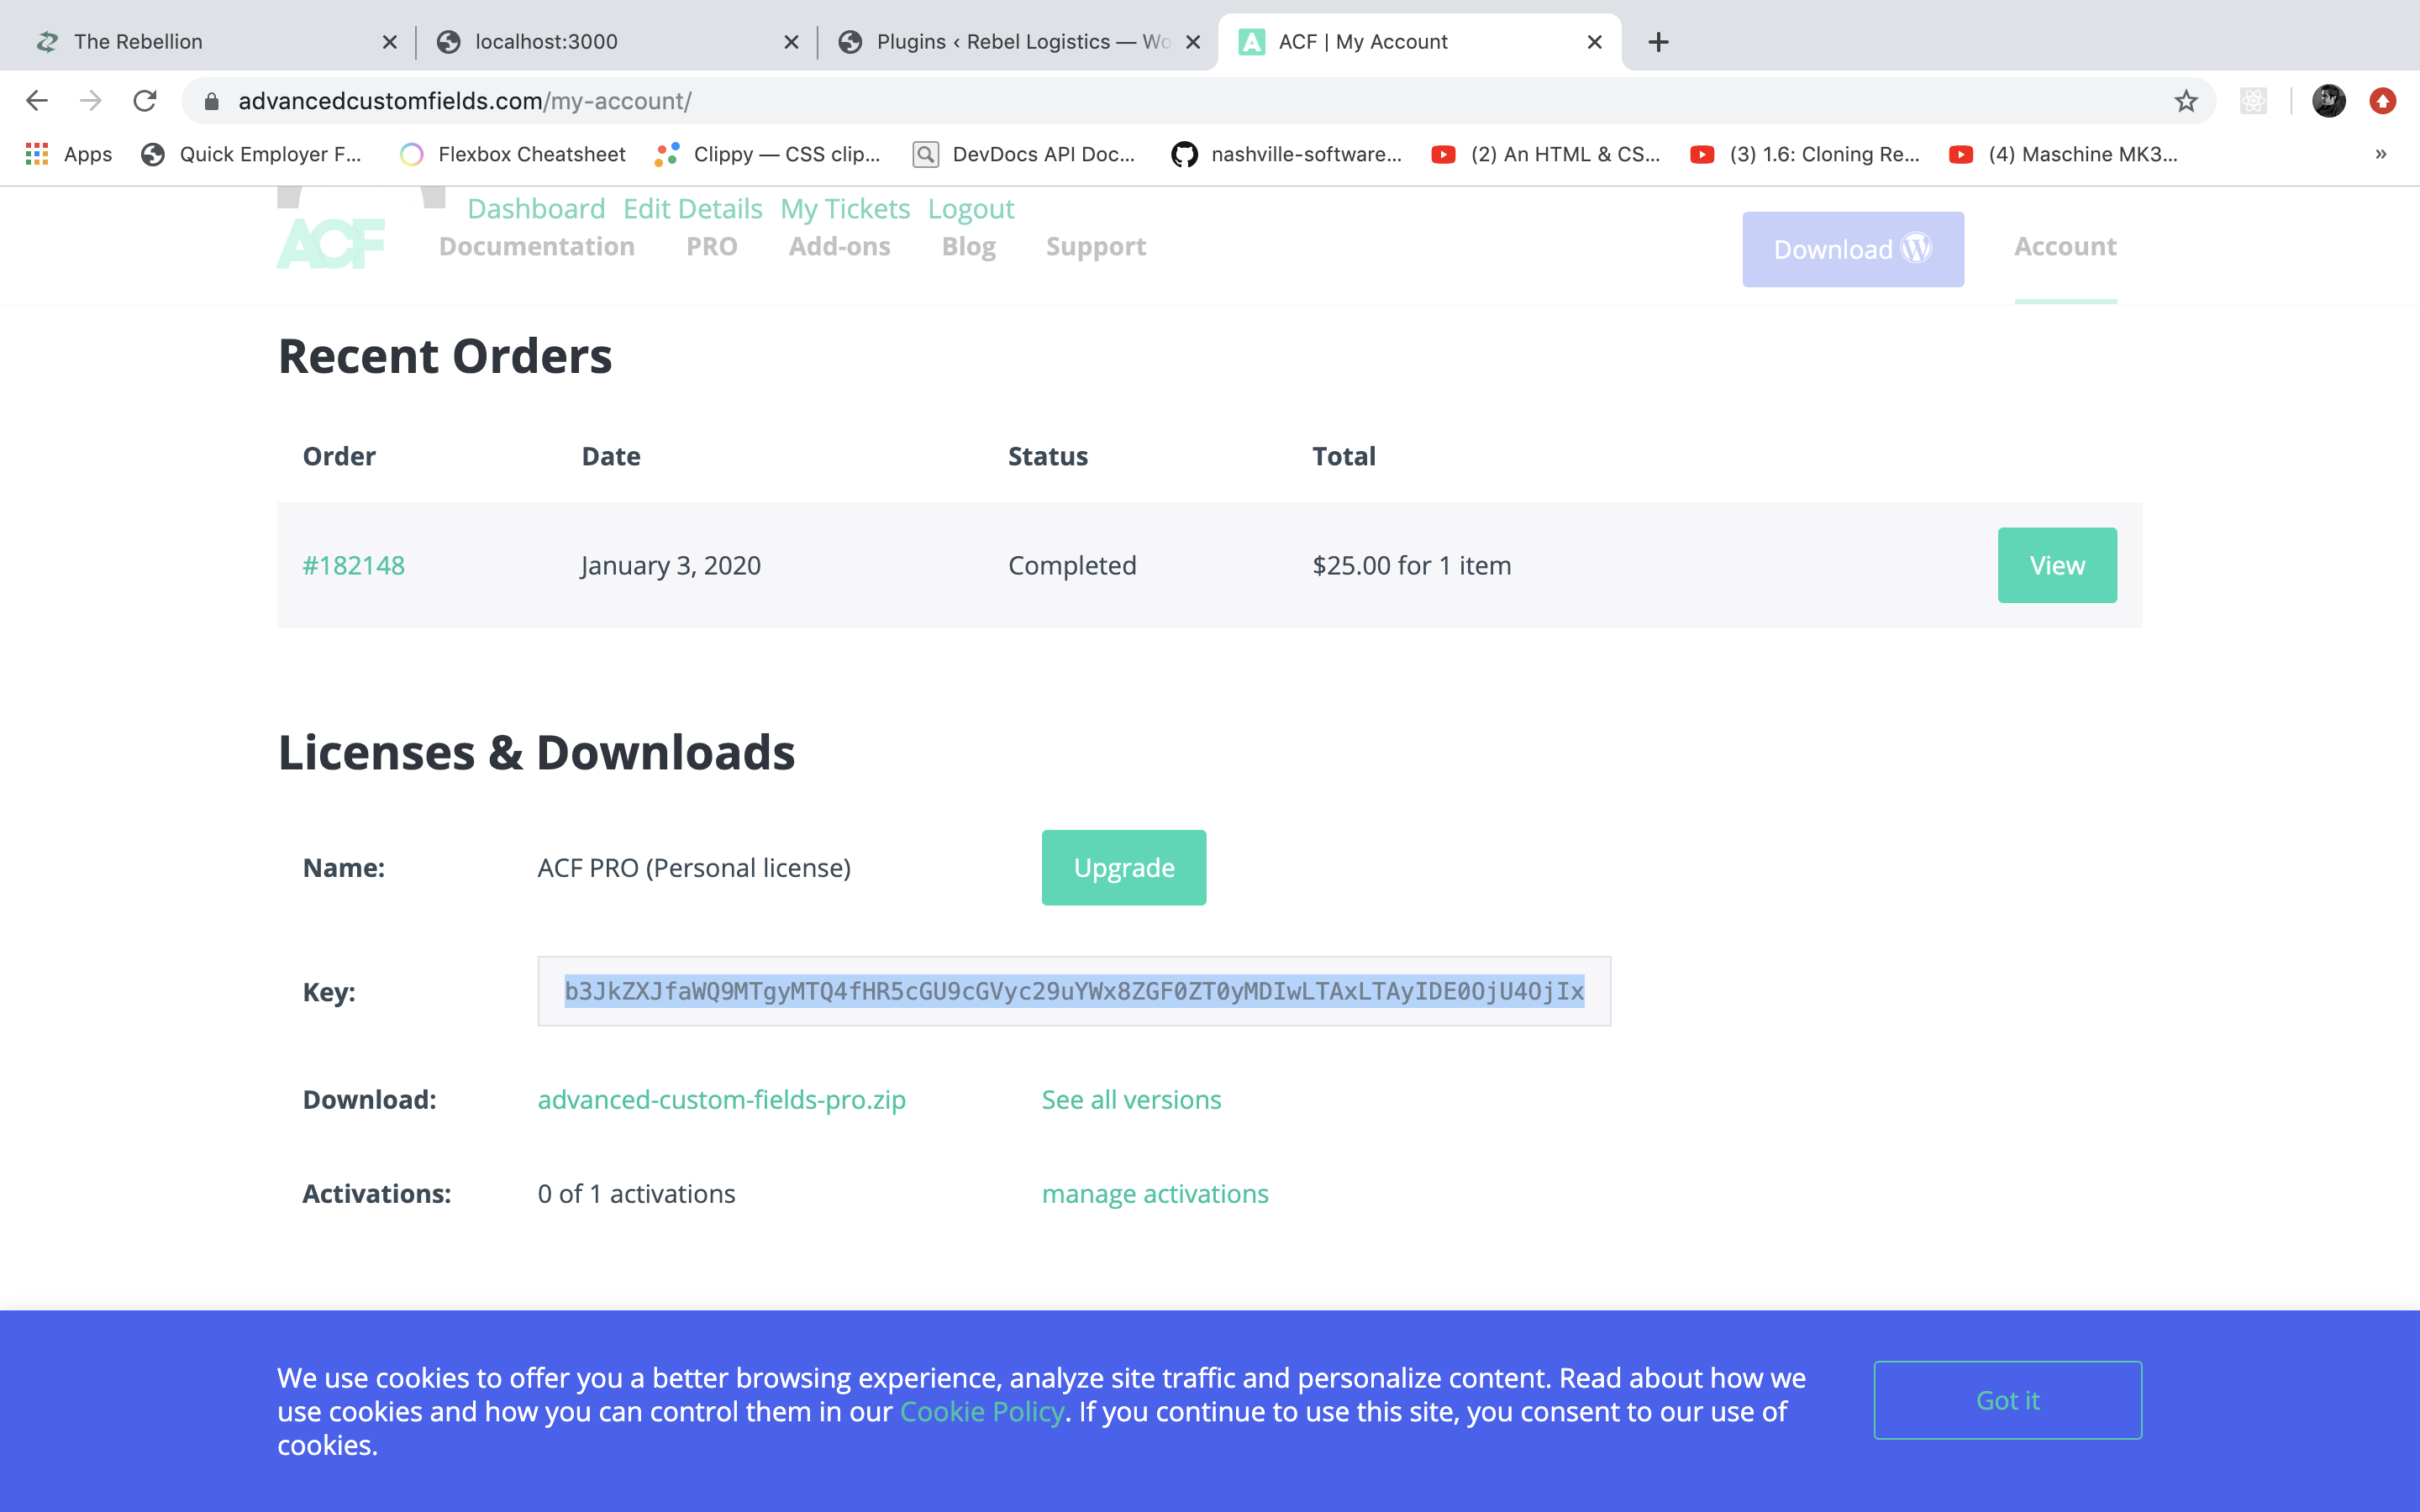 The Rebellion
localhost:3000
Plugins ‹ Rebel Logistics — Wo
ACF | My Account
advancedcustomfields.com/my-account/
Apps
Quick Employer F...
Flexbox Cheatsheet
Clippy — CSS clip...
DevDocs API Doc...
nashville-software...
(2) An HTML & CS...
(3) 1.6: Cloning Re...
(4) Maschine MK3...
»
Dashboard Edit Details My Tickets Logout
ACF
Documentation PRO Add-ons Blog Support
Download
Account
Recent Orders
Order Date Status Total
#182148 January 3, 2020 Completed $25.00 for 1 item View
Licenses & Downloads
Name: ACF PRO (Personal license) Upgrade
Key: b3JkZXJfaWQ9MTgyMTQ4fHR5cGU9cGVyc29uYWx8ZGF0ZT0yMDIwLTAxLTAyIDE0OjU4OjIx
Download: advanced-custom-fields-pro.zip See all versions
Activations: 0 of 1 activations manage activations
We use cookies to offer you a better browsing experience, analyze site traffic and personalize content. Read about how we
use cookies and how you can control them in our Cookie Policy. If you continue to use this site, you consent to our use of
cookies.
Got it